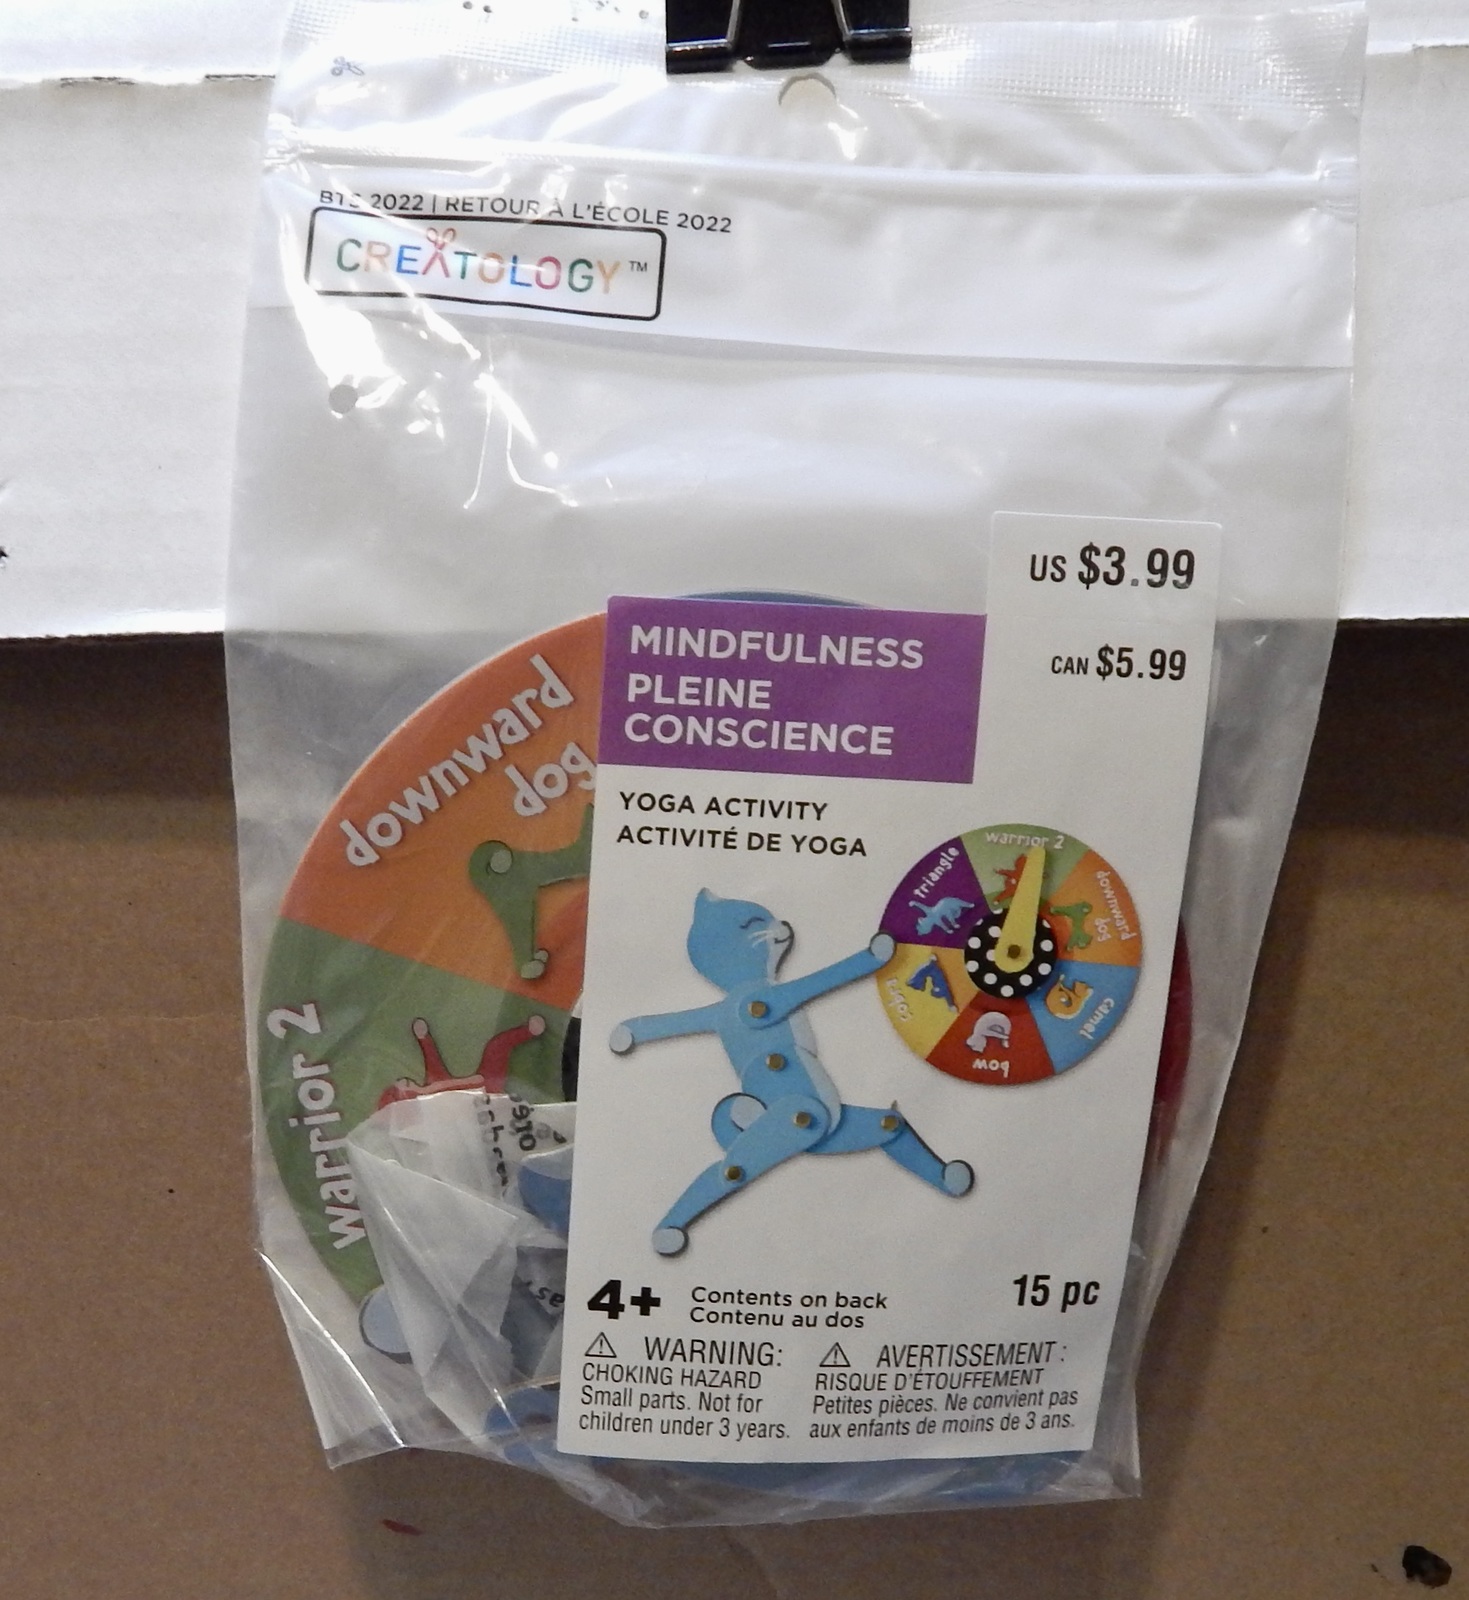 BTS 2022 | RETOUR À L'ÉCOLE 2022
CREATOLOGY™
US $3.99
CAN $5.99
MINDFULNESS
PLEINE
CONSCIENCE
YOGA ACTIVITY
ACTIVITÉ DE YOGA
downward
dog
warrior 2
warrior 2
downward
dog
camel
bow
cobra
triangle
4+
Contents on back
Contenu au dos
15 pc
⚠ WARNING:
CHOKING HAZARD
Small parts. Not for
children under 3 years.
⚠ AVERTISSEMENT :
RISQUE D'ÉTOUFFEMENT
Petites pièces. Ne convient pas
aux enfants de moins de 3 ans.